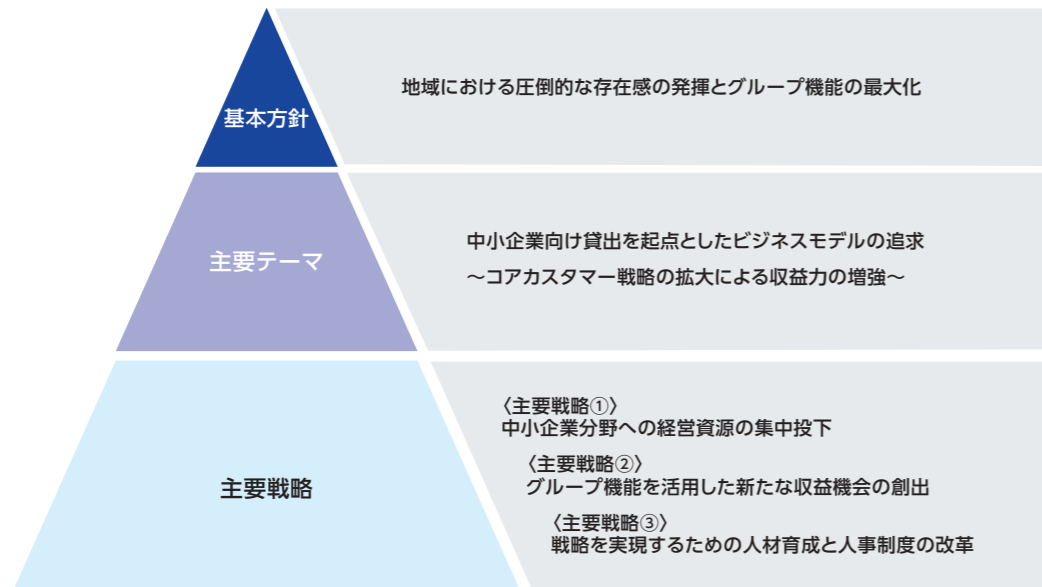 基本方針
地域における圧倒的な存在感の発揮とグループ機能の最大化
主要テーマ
中小企業向け貸出を起点としたビジネスモデルの追求
～コアカスタマー戦略の拡大による収益力の増強～
主要戦略
〈主要戦略①〉
中小企業分野への経営資源の集中投下
〈主要戦略②〉
グループ機能を活用した新たな収益機会の創出
〈主要戦略③〉
戦略を実現するための人材育成と人事制度の改革